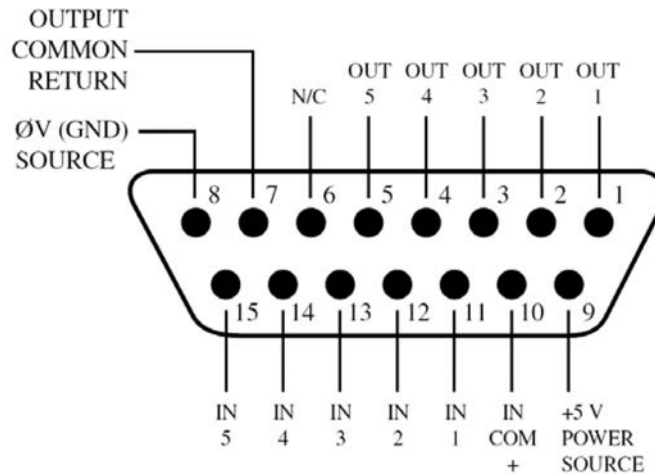 OUTPUT
COMMON
RETURN
ØV (GND)
SOURCE
N/C
OUT
5
OUT
4
OUT
3
OUT
2
OUT
1
8 7 6 5 4 3 2 1
15 14 13 12 11 10 9
IN
5
IN
4
IN
3
IN
2
IN
1
IN
COM
+
+5 V
POWER
SOURCE